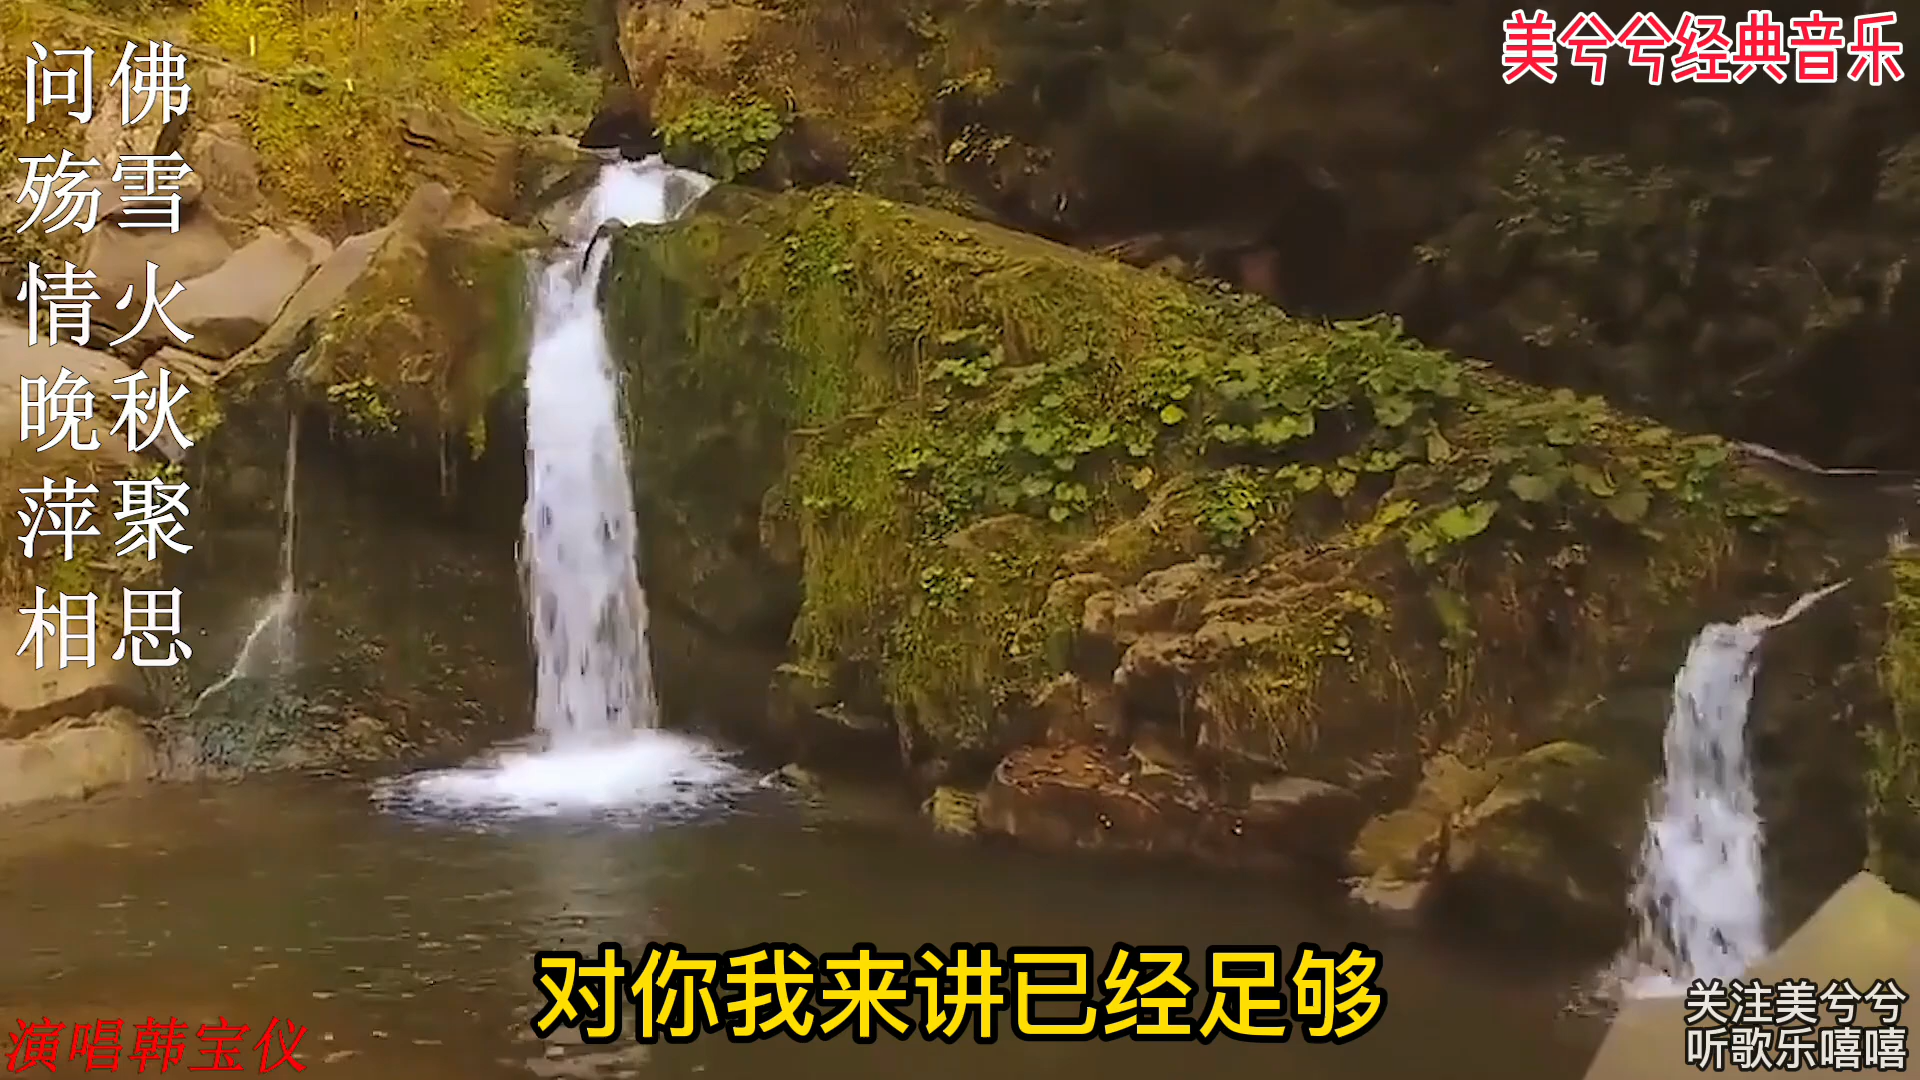 问佛
殇雪
情火
晚秋
萍聚
相思
美兮兮经典音乐
对你我来讲已经足够
演唱韩宝仪
关注美兮兮
听歌乐嘻嘻